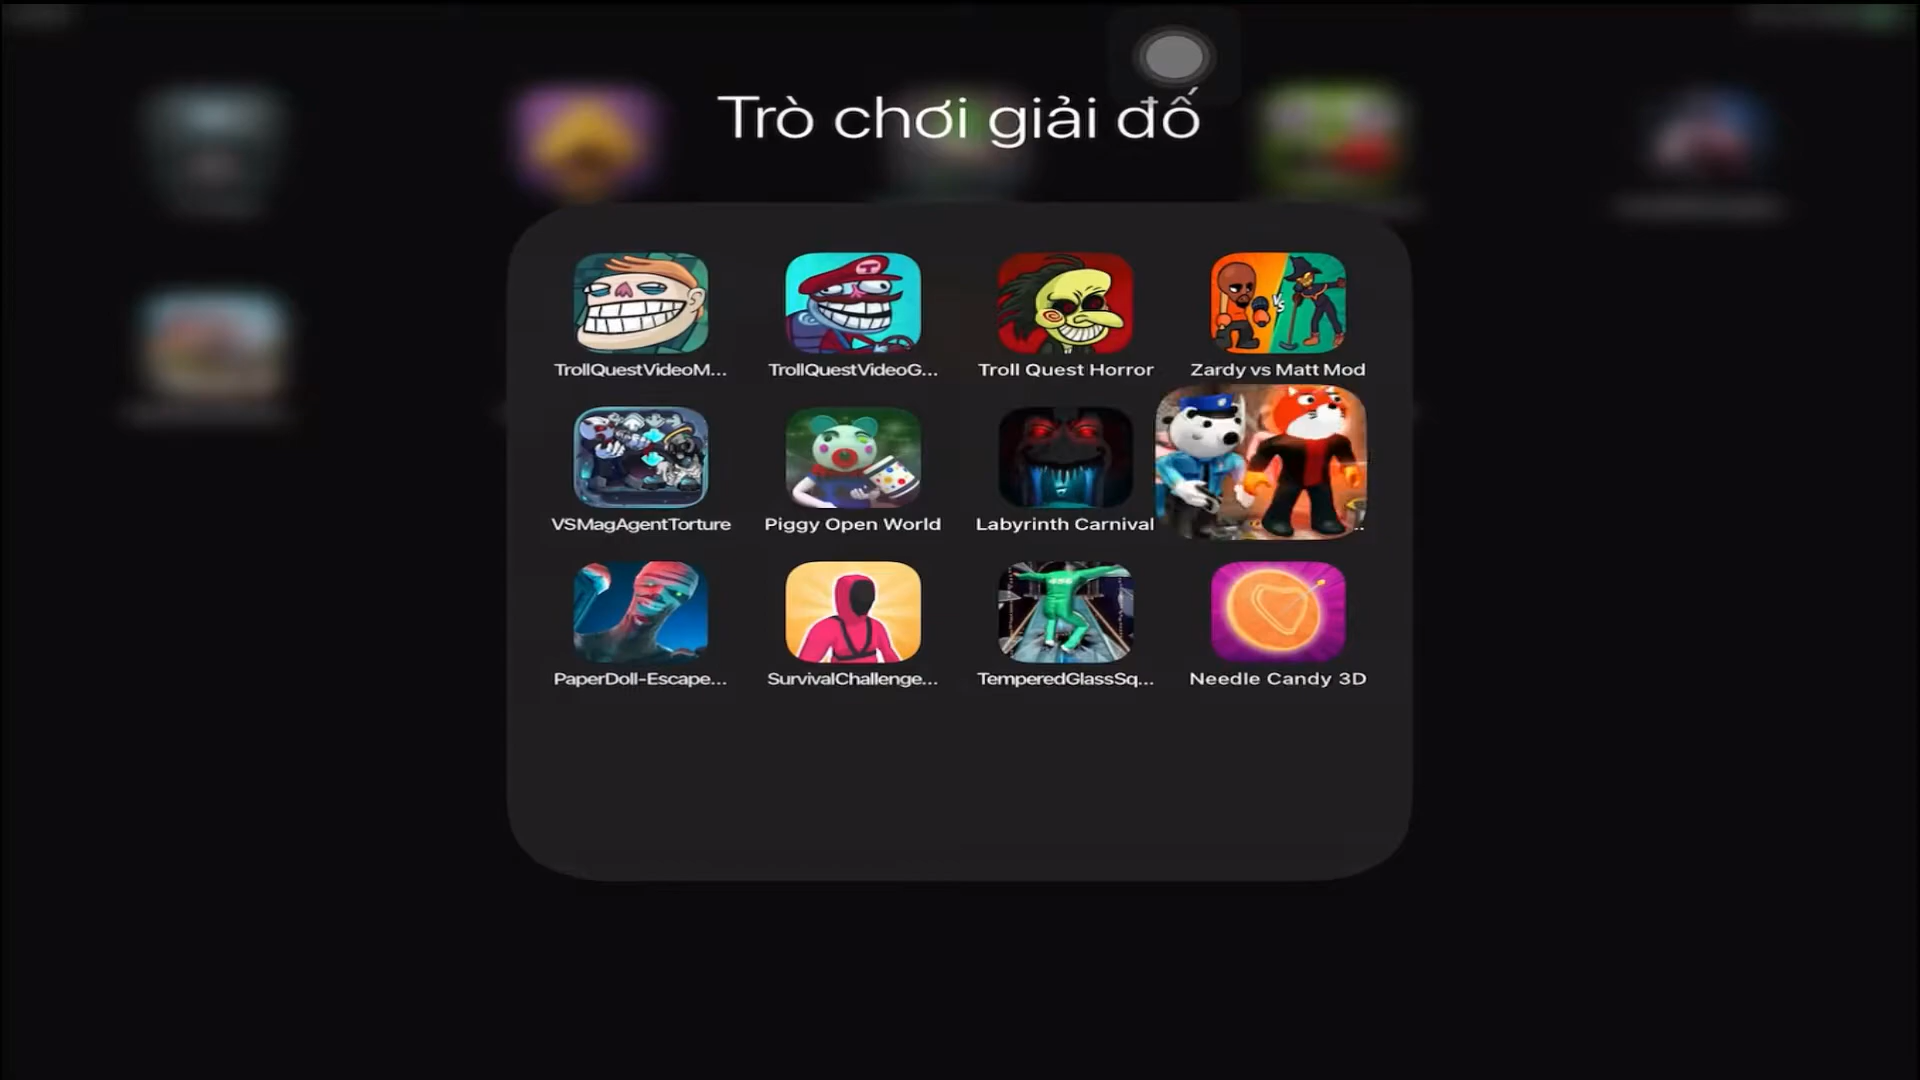 Trò chơi giải đố
TrollQuestVideoM...
TrollQuestVideoG...
Troll Quest Horror
Zardy vs Matt Mod
VSMagAgentTorture
Piggy Open World
Labyrinth Carnival
PaperDoll-Escape...
SurvivalChallenge...
TemperedGlassSq...
Needle Candy 3D